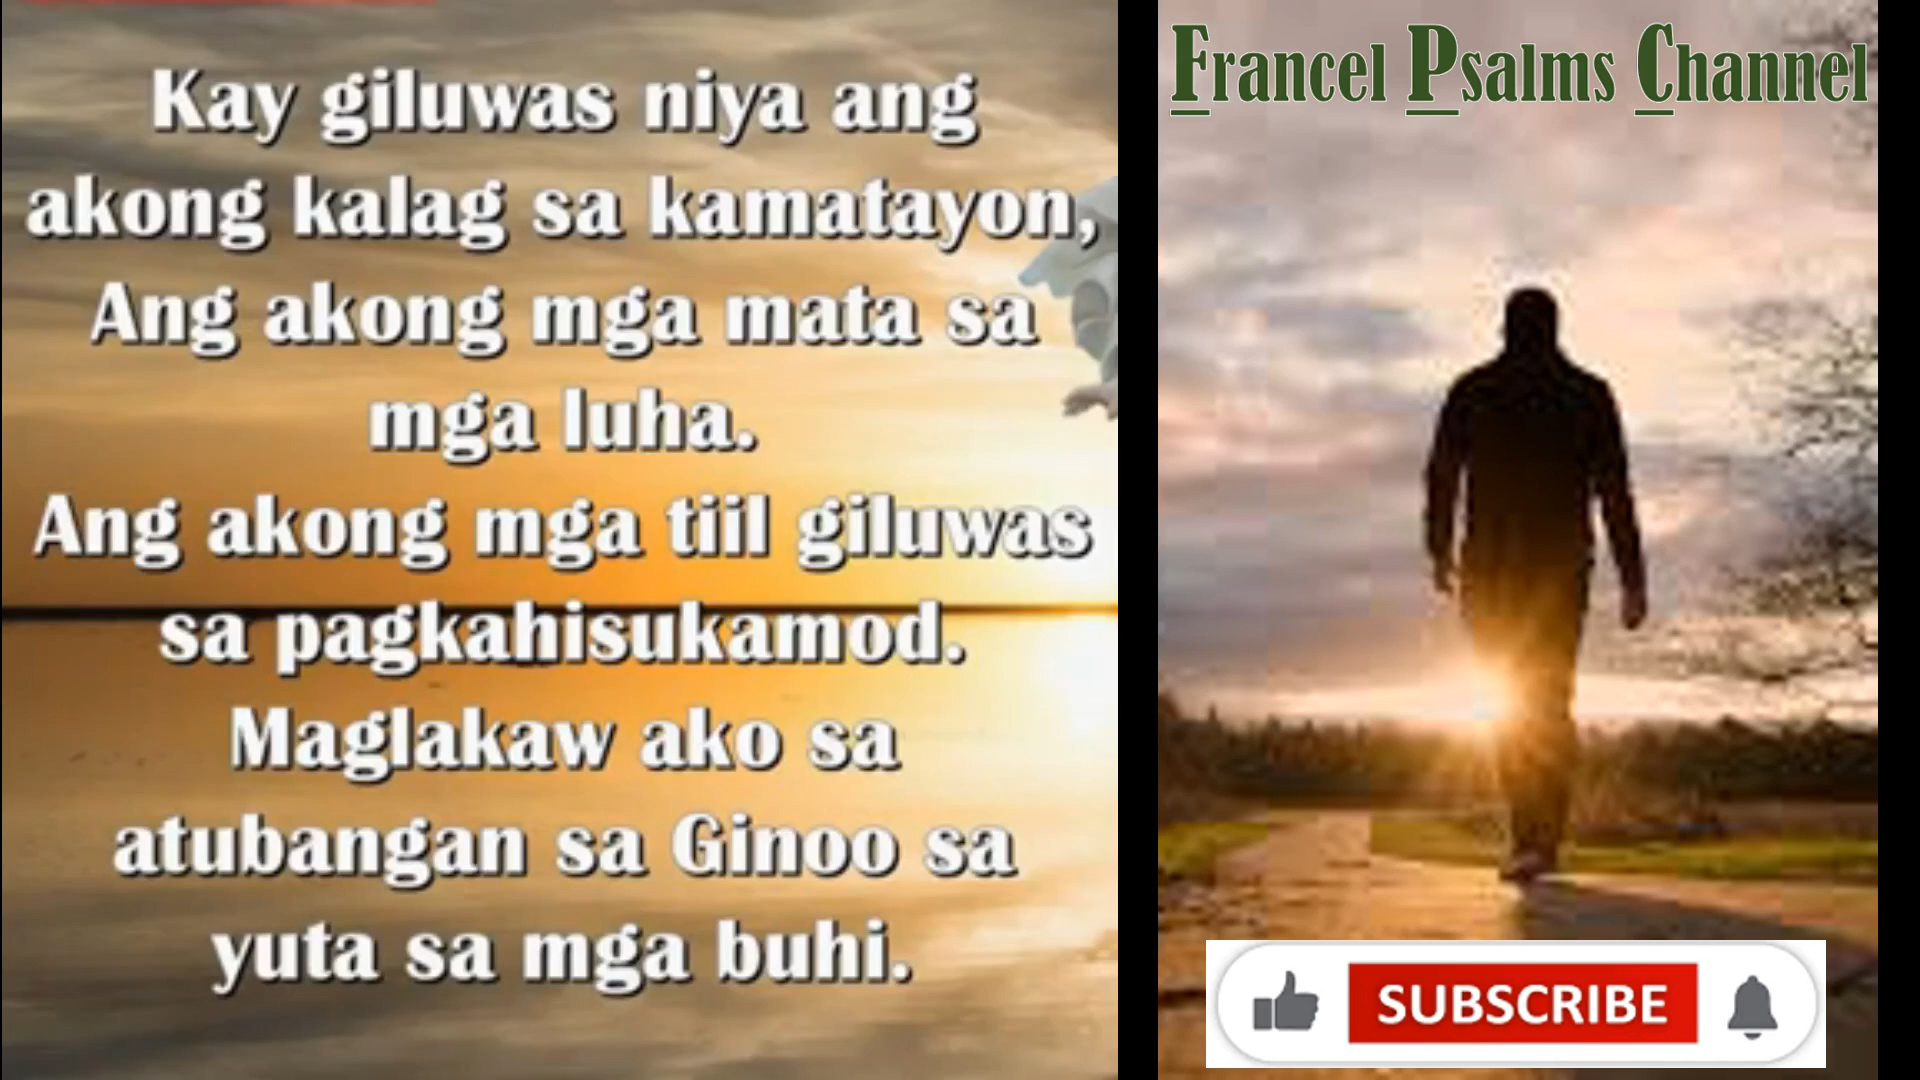 Kay giluwas niya ang
akong kalag sa kamatayon,
Ang akong mga mata sa
mga luha.
Ang akong mga tiil giluwas
sa pagkahisukamod.
Maglakaw ako sa
atubangan sa Ginoo sa
yuta sa mga buhi.
Francel Psalms Channel
SUBSCRIBE